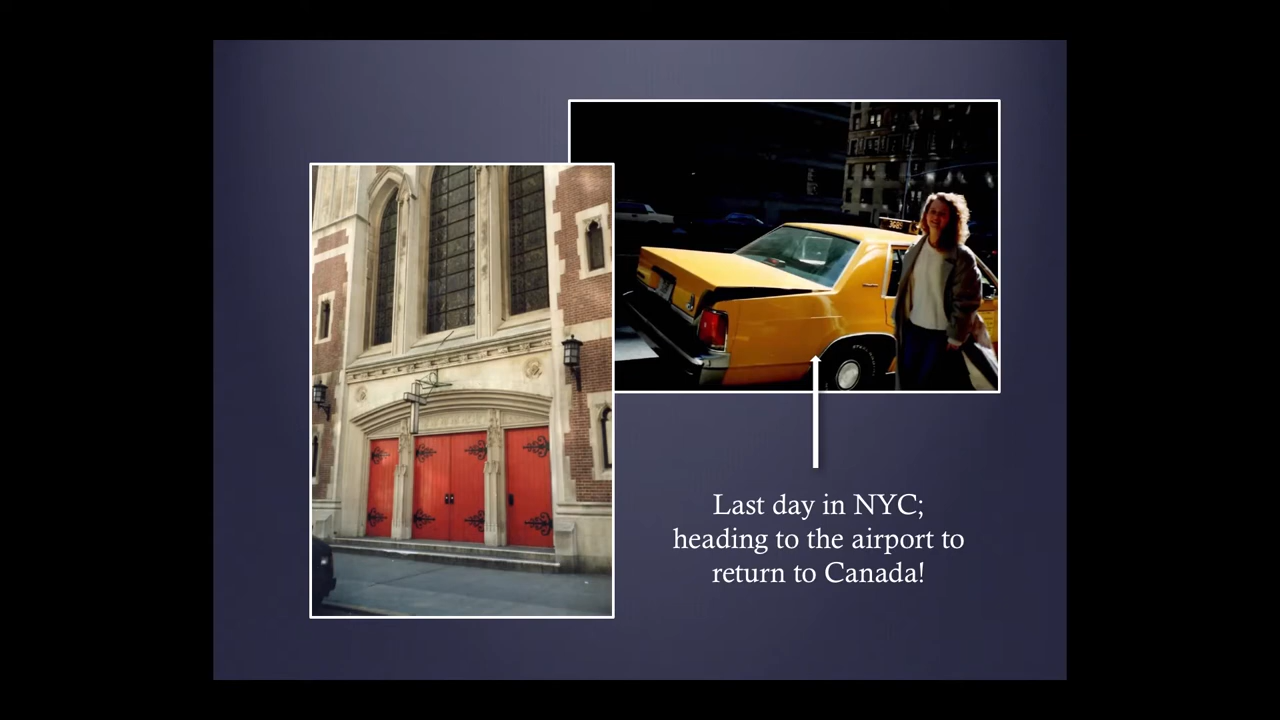 Last day in NYC;
heading to the airport to
return to Canada!